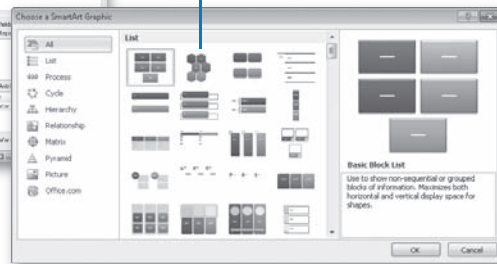 Choose a SmartArt Graphic
All
List
Process
Cycle
Hierarchy
Relationship
Matrix
Pyramid
Picture
Office.com
List
Basic Block List
Use to show non-sequential or grouped
blocks of information. Maximizes both
horizontal and vertical display space for
shapes.
OK
Cancel